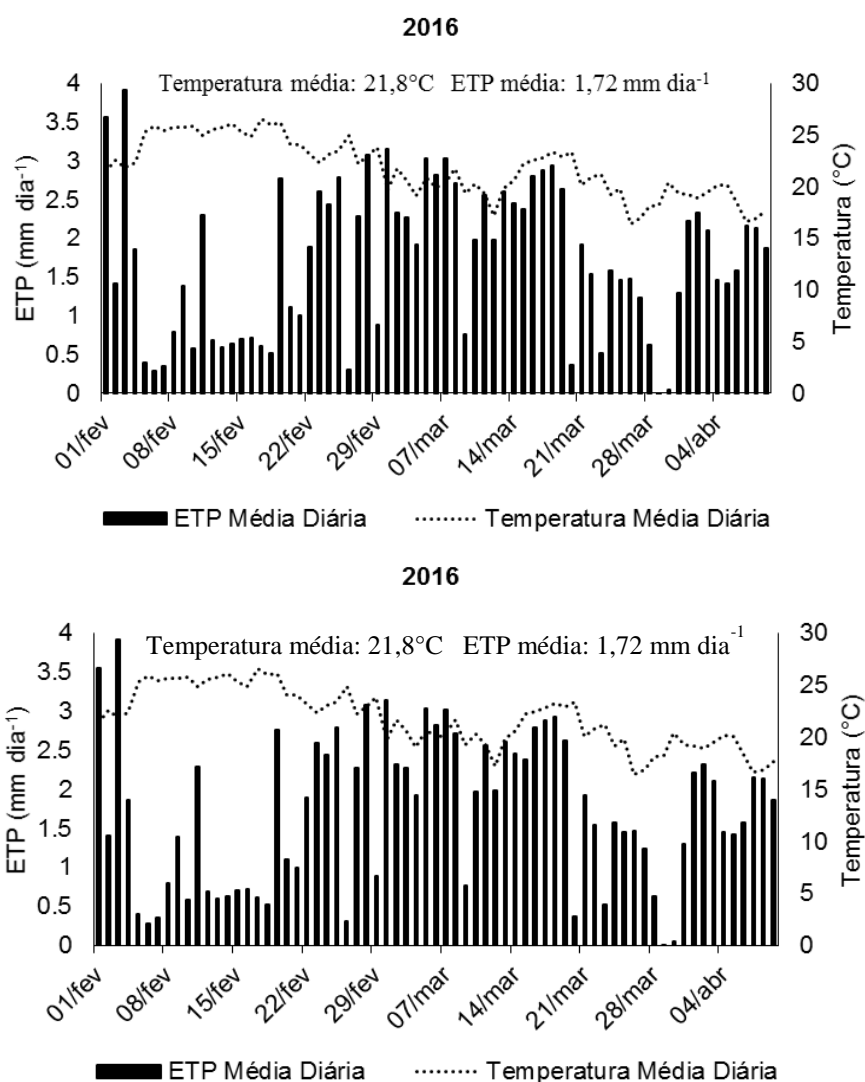 2016
Temperatura média: 21,8°C ETP média: 1,72 mm dia-1
4
3.5
3
2.5
2
1.5
1
0.5
0
ETP (mm dia-1)
30
25
20
15
10
5
0
Temperatura (°C)
01/fev
08/fev
15/fev
22/fev
29/fev
07/mar
14/mar
21/mar
28/mar
04/abr
ETP Média Diária Temperatura Média Diária
2016
Temperatura média: 21,8°C ETP média: 1,72 mm dia-1
4
3.5
3
2.5
2
1.5
1
0.5
0
ETP (mm dia-1)
30
25
20
15
10
5
0
Temperatura (°C)
01/fev
08/fev
15/fev
22/fev
29/fev
07/mar
14/mar
21/mar
28/mar
04/abr
ETP Média Diária Temperatura Média Diária